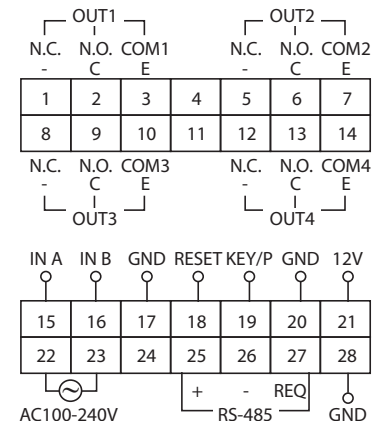 OUT1 OUT2
N.C. N.O. COM1 N.C. N.O. COM2
- C E - C E
1 2 3 4 5 6 7
8 9 10 11 12 13 14
N.C. N.O. COM3 N.C. N.O. COM4
- C E - C E
OUT3 OUT4
IN A IN B GND RESET KEY/P GND 12V
15 16 17 18 19 20 21
22 23 24 25 26 27 28
+ - REQ
AC100-240V RS-485 GND